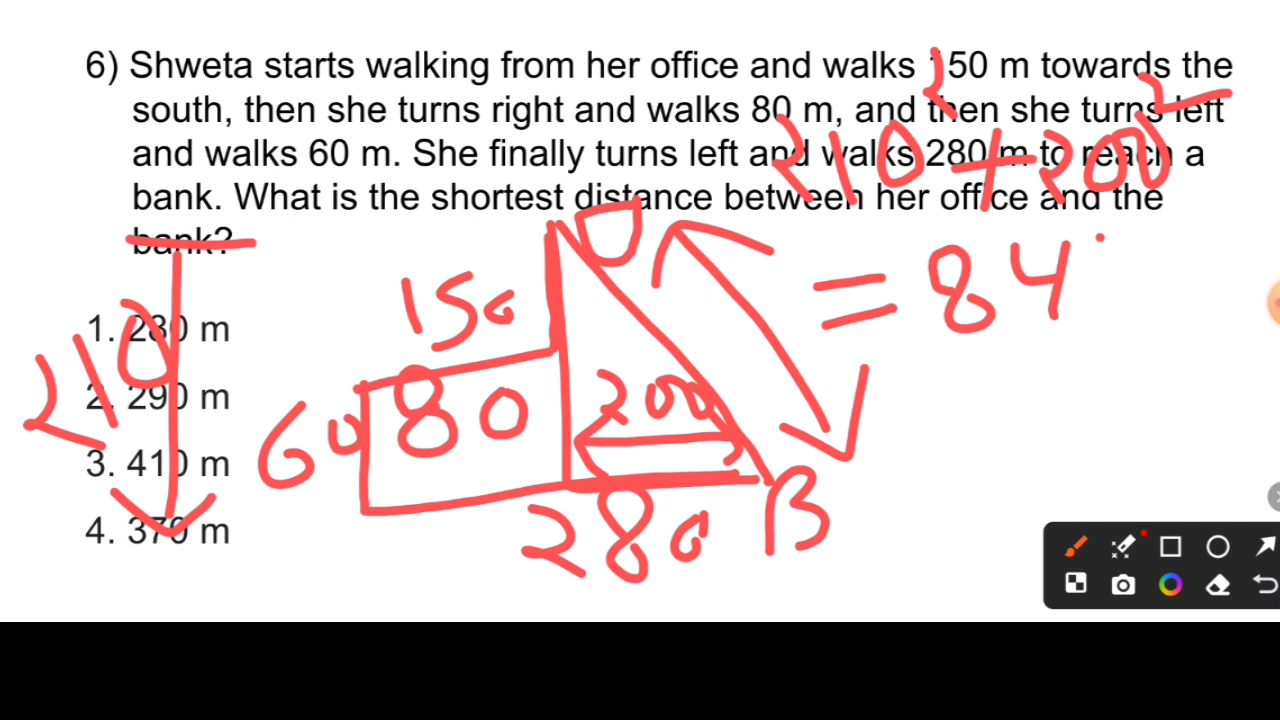 6) Shweta starts walking from her office and walks 150 m towards the
south, then she turns right and walks 80 m, and then she turns left
and walks 60 m. She finally turns left and walks 280 m to reach a
bank. What is the shortest distance between her office and the
bank?
210² + 200²
= 84
O
150
1. 280 m
210
2. 290 m
80
200
60
3. 410 m
280
B
4. 370 m